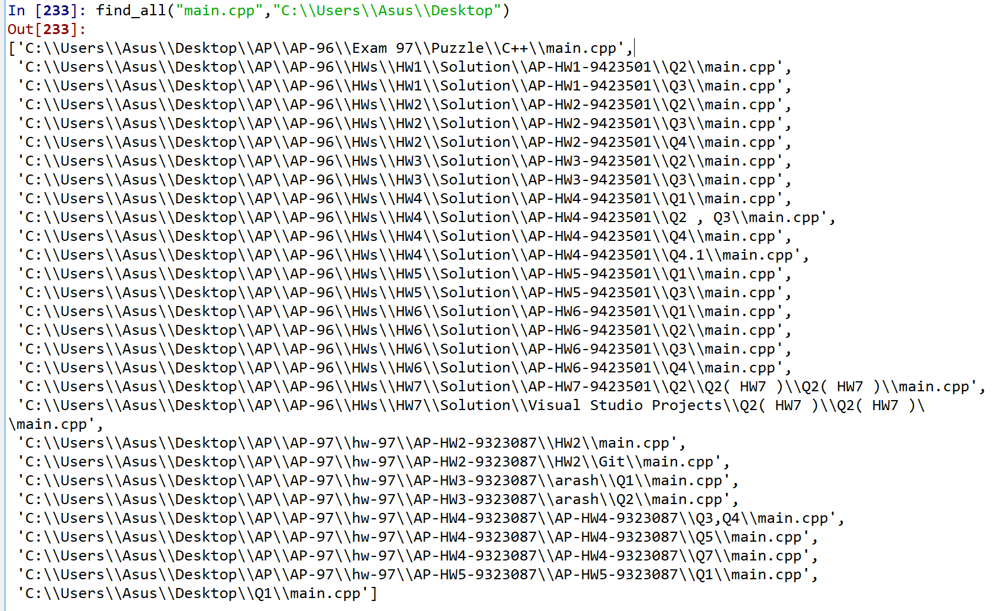 In [233]: find_all("main.cpp","C:\\Users\\Asus\\Desktop")
Out[233]:
['C:\\Users\\Asus\\Desktop\\AP\\AP-96\\Exam 97\\Puzzle\\C++\\main.cpp',
 'C:\\Users\\Asus\\Desktop\\AP\\AP-96\\HWs\\HW1\\Solution\\AP-HW1-9423501\\Q2\\main.cpp',
 'C:\\Users\\Asus\\Desktop\\AP\\AP-96\\HWs\\HW1\\Solution\\AP-HW1-9423501\\Q3\\main.cpp',
 'C:\\Users\\Asus\\Desktop\\AP\\AP-96\\HWs\\HW2\\Solution\\AP-HW2-9423501\\Q2\\main.cpp',
 'C:\\Users\\Asus\\Desktop\\AP\\AP-96\\HWs\\HW2\\Solution\\AP-HW2-9423501\\Q3\\main.cpp',
 'C:\\Users\\Asus\\Desktop\\AP\\AP-96\\HWs\\HW2\\Solution\\AP-HW2-9423501\\Q4\\main.cpp',
 'C:\\Users\\Asus\\Desktop\\AP\\AP-96\\HWs\\HW3\\Solution\\AP-HW3-9423501\\Q2\\main.cpp',
 'C:\\Users\\Asus\\Desktop\\AP\\AP-96\\HWs\\HW3\\Solution\\AP-HW3-9423501\\Q3\\main.cpp',
 'C:\\Users\\Asus\\Desktop\\AP\\AP-96\\HWs\\HW4\\Solution\\AP-HW4-9423501\\Q1\\main.cpp',
 'C:\\Users\\Asus\\Desktop\\AP\\AP-96\\HWs\\HW4\\Solution\\AP-HW4-9423501\\Q2 , Q3\\main.cpp',
 'C:\\Users\\Asus\\Desktop\\AP\\AP-96\\HWs\\HW4\\Solution\\AP-HW4-9423501\\Q4\\main.cpp',
 'C:\\Users\\Asus\\Desktop\\AP\\AP-96\\HWs\\HW4\\Solution\\AP-HW4-9423501\\Q4.1\\main.cpp',
 'C:\\Users\\Asus\\Desktop\\AP\\AP-96\\HWs\\HW5\\Solution\\AP-HW5-9423501\\Q1\\main.cpp',
 'C:\\Users\\Asus\\Desktop\\AP\\AP-96\\HWs\\HW5\\Solution\\AP-HW5-9423501\\Q3\\main.cpp',
 'C:\\Users\\Asus\\Desktop\\AP\\AP-96\\HWs\\HW6\\Solution\\AP-HW6-9423501\\Q1\\main.cpp',
 'C:\\Users\\Asus\\Desktop\\AP\\AP-96\\HWs\\HW6\\Solution\\AP-HW6-9423501\\Q2\\main.cpp',
 'C:\\Users\\Asus\\Desktop\\AP\\AP-96\\HWs\\HW6\\Solution\\AP-HW6-9423501\\Q3\\main.cpp',
 'C:\\Users\\Asus\\Desktop\\AP\\AP-96\\HWs\\HW6\\Solution\\AP-HW6-9423501\\Q4\\main.cpp',
 'C:\\Users\\Asus\\Desktop\\AP\\AP-96\\HWs\\HW7\\Solution\\AP-HW7-9423501\\Q2\\Q2( HW7 )\\Q2( HW7 )\\main.cpp',
 'C:\\Users\\Asus\\Desktop\\AP\\AP-96\\HWs\\HW7\\Solution\\Visual Studio Projects\\Q2( HW7 )\\Q2( HW7 )\
\main.cpp',
 'C:\\Users\\Asus\\Desktop\\AP\\AP-97\\hw-97\\AP-HW2-9323087\\HW2\\main.cpp',
 'C:\\Users\\Asus\\Desktop\\AP\\AP-97\\hw-97\\AP-HW2-9323087\\HW2\\Git\\main.cpp',
 'C:\\Users\\Asus\\Desktop\\AP\\AP-97\\hw-97\\AP-HW3-9323087\\arash\\Q1\\main.cpp',
 'C:\\Users\\Asus\\Desktop\\AP\\AP-97\\hw-97\\AP-HW3-9323087\\arash\\Q2\\main.cpp',
 'C:\\Users\\Asus\\Desktop\\AP\\AP-97\\hw-97\\AP-HW4-9323087\\AP-HW4-9323087\\Q3,Q4\\main.cpp',
 'C:\\Users\\Asus\\Desktop\\AP\\AP-97\\hw-97\\AP-HW4-9323087\\AP-HW4-9323087\\Q5\\main.cpp',
 'C:\\Users\\Asus\\Desktop\\AP\\AP-97\\hw-97\\AP-HW4-9323087\\AP-HW4-9323087\\Q7\\main.cpp',
 'C:\\Users\\Asus\\Desktop\\AP\\AP-97\\hw-97\\AP-HW5-9323087\\AP-HW5-9323087\\Q1\\main.cpp',
 'C:\\Users\\Asus\\Desktop\\Q1\\main.cpp']